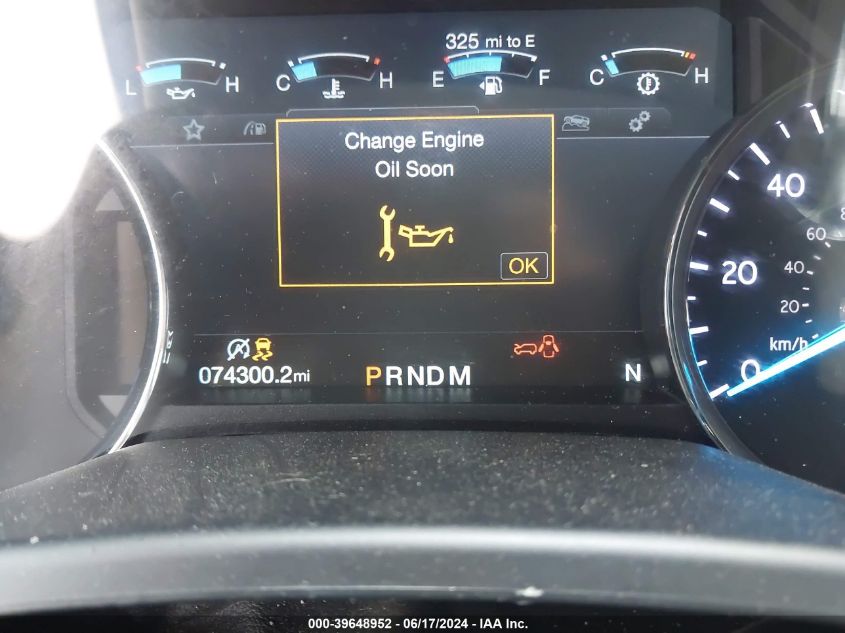 325 mi to E
L H C H E F C H
Change Engine
Oil Soon
OK
074300.2mi
PRNDM
N
40
20
0
60
40
20
km/h
000-39648952 - 06/17/2024 - IAA Inc.